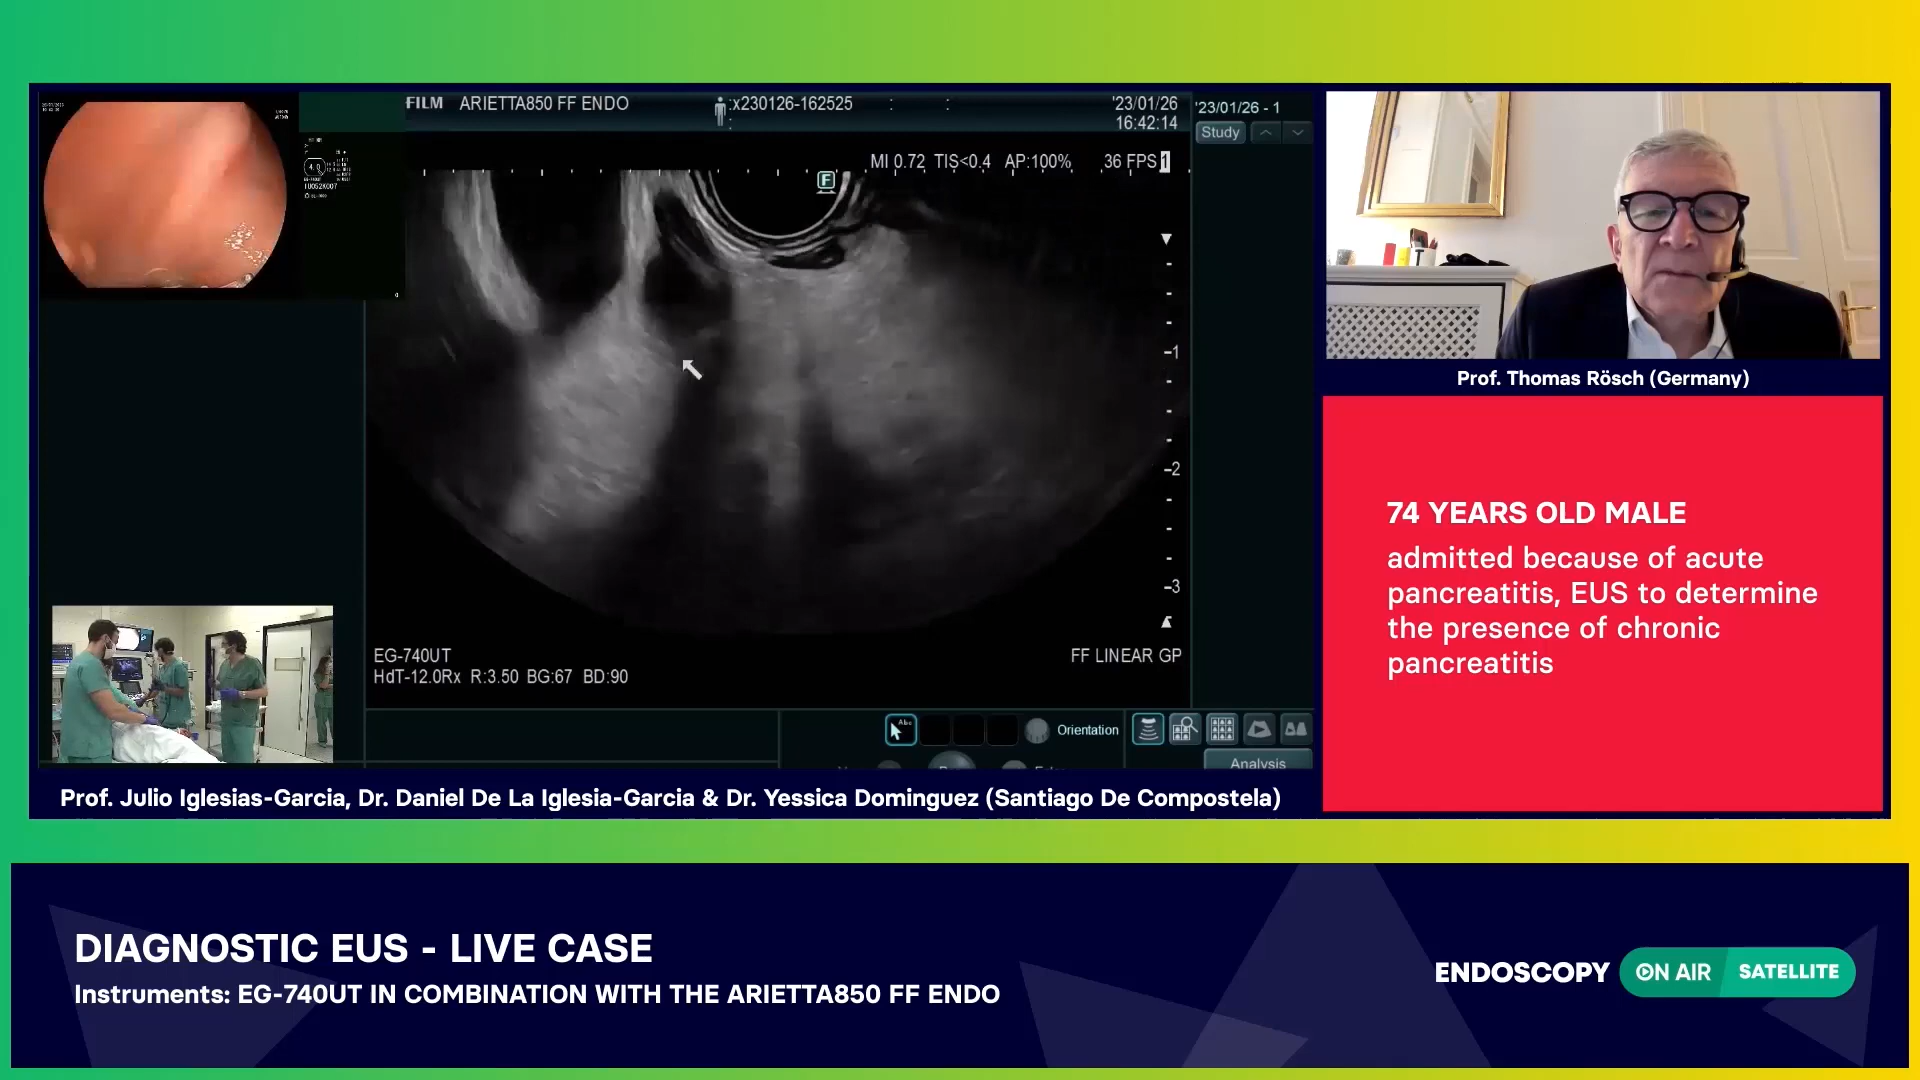 FILM ARIETTA850 FF ENDO :x230126-162525 : : '23/01/26
: 16:42:14
'23/01/26 - 1
Study
MI 0.72 TIS<0.4 AP:100% 36 FPS 1
F
1
2
3
EG-740UT FF LINEAR GP
HdT-12.0Rx R:3.50 BG:67 BD:90
Abc
Orientation
Analysis
Prof. Julio Iglesias-Garcia, Dr. Daniel De La Iglesia-Garcia & Dr. Yessica Dominguez (Santiago De Compostela)
Prof. Thomas Rösch (Germany)
74 YEARS OLD MALE
admitted because of acute
pancreatitis, EUS to determine
the presence of chronic
pancreatitis
DIAGNOSTIC EUS - LIVE CASE
Instruments: EG-740UT IN COMBINATION WITH THE ARIETTA850 FF ENDO
ENDOSCOPY ON AIR SATELLITE